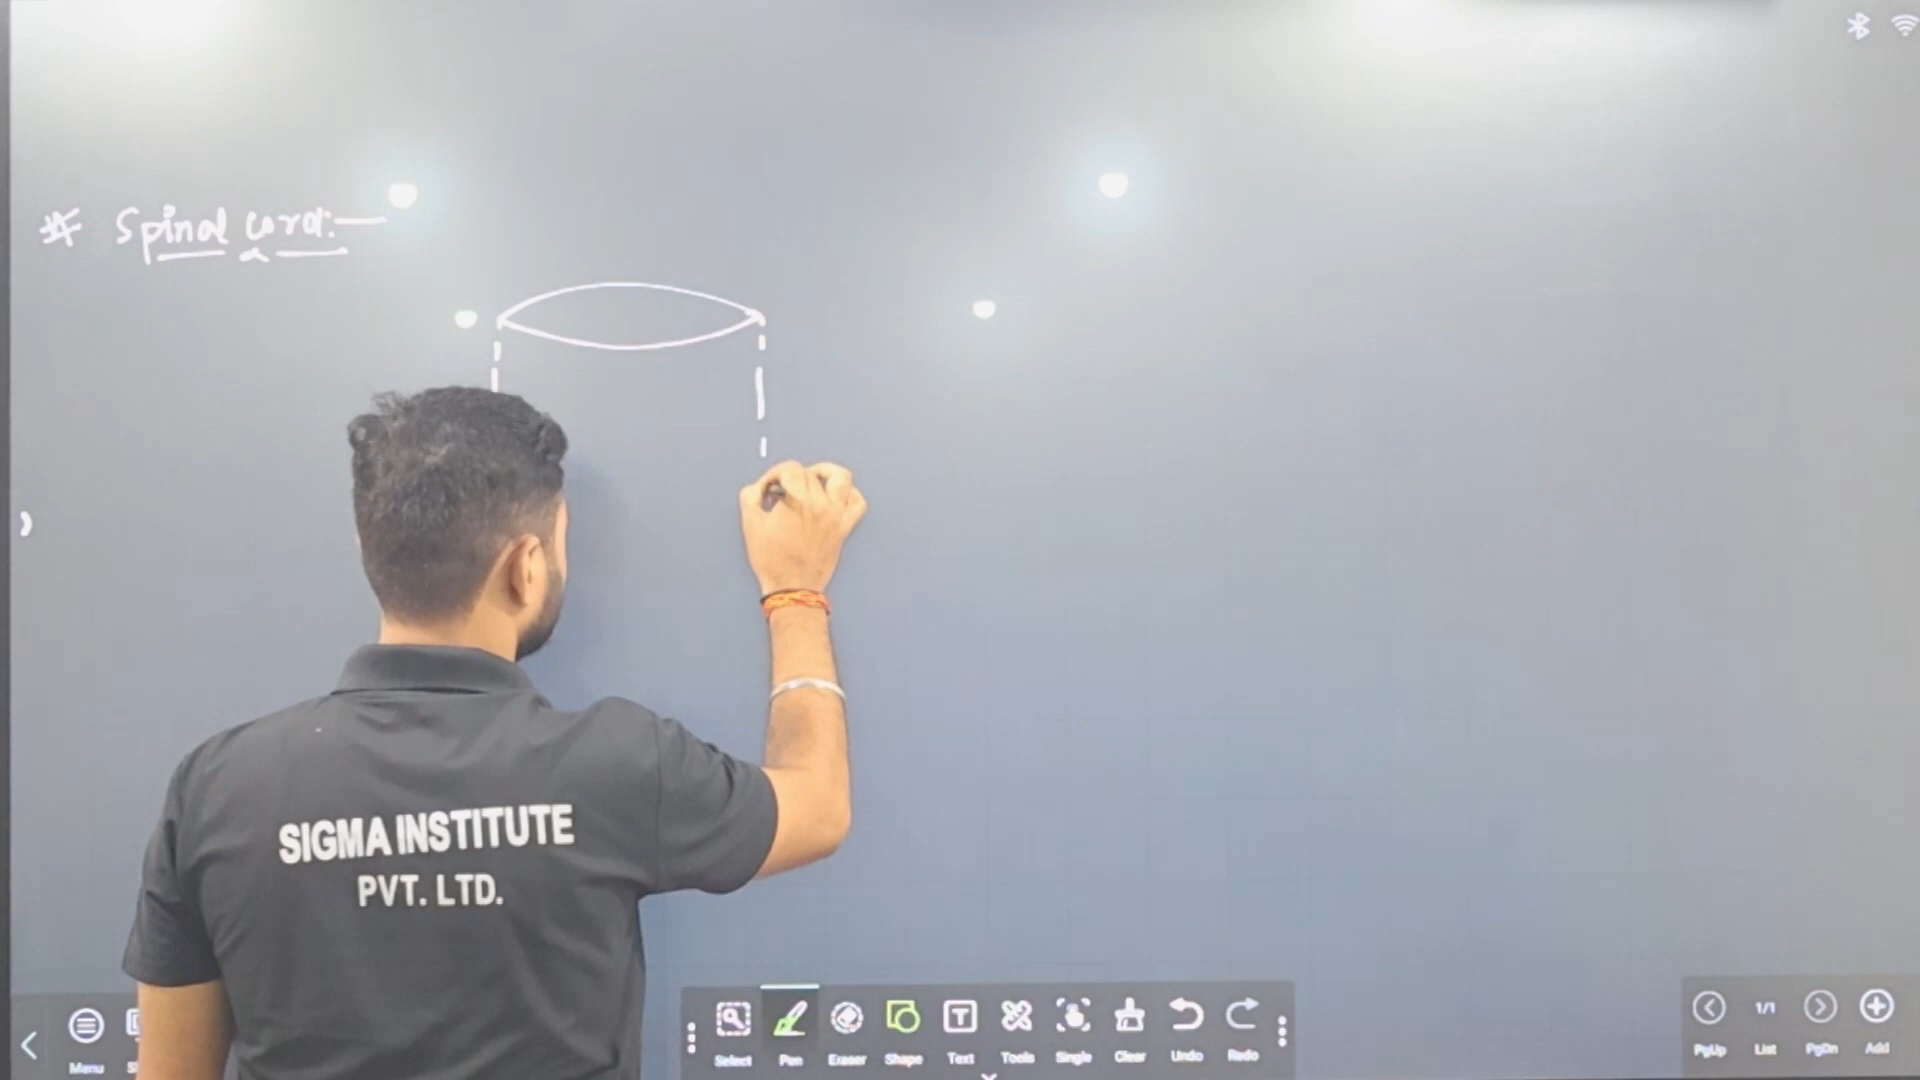 * Spinal cord:—
SIGMA INSTITUTE
PVT. LTD.
Menu
Select Pen Eraser Shape Text Tools Single Clear Undo Redo
1/1
PgUp List PgDn Add